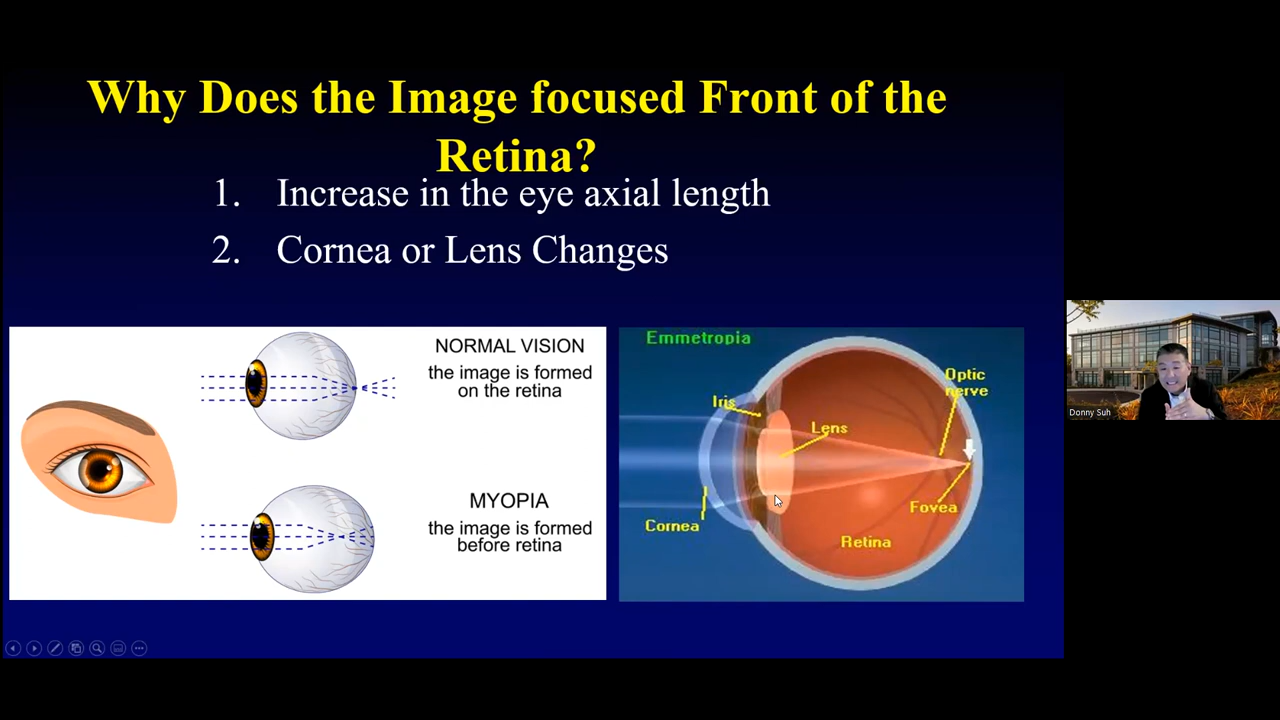 Why Does the Image focused Front of the
Retina?
1. Increase in the eye axial length
2. Cornea or Lens Changes
NORMAL VISION
the image is formed
on the retina
MYOPIA
the image is formed
before retina
Emmetropia
Iris
Lens
Optic
nerve
Cornea
Fovea
Retina
Donny Suh